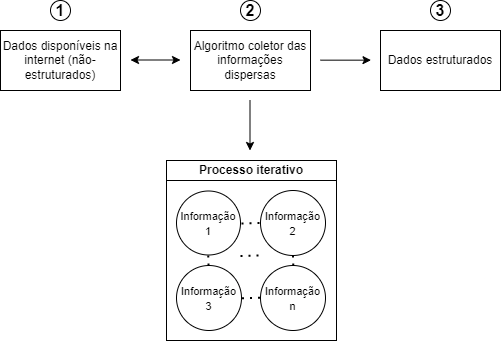 1
2
3
Dados disponíveis na
internet (não-
estruturados)
Algoritmo coletor das
informações
dispersas
Dados estruturados
Processo iterativo
Informação
1
Informação
2
Informação
3
Informação
n